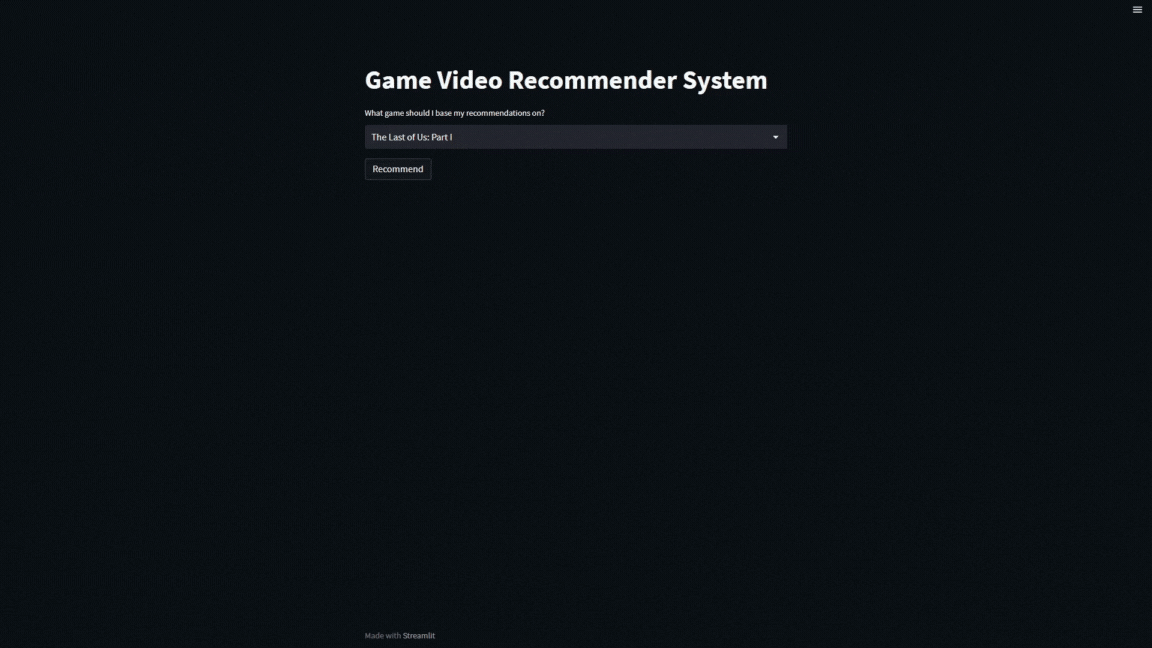 Game Video Recommender System
What game should I base my recommendations on?
The Last of Us: Part I
Recommend
Made with Streamlit